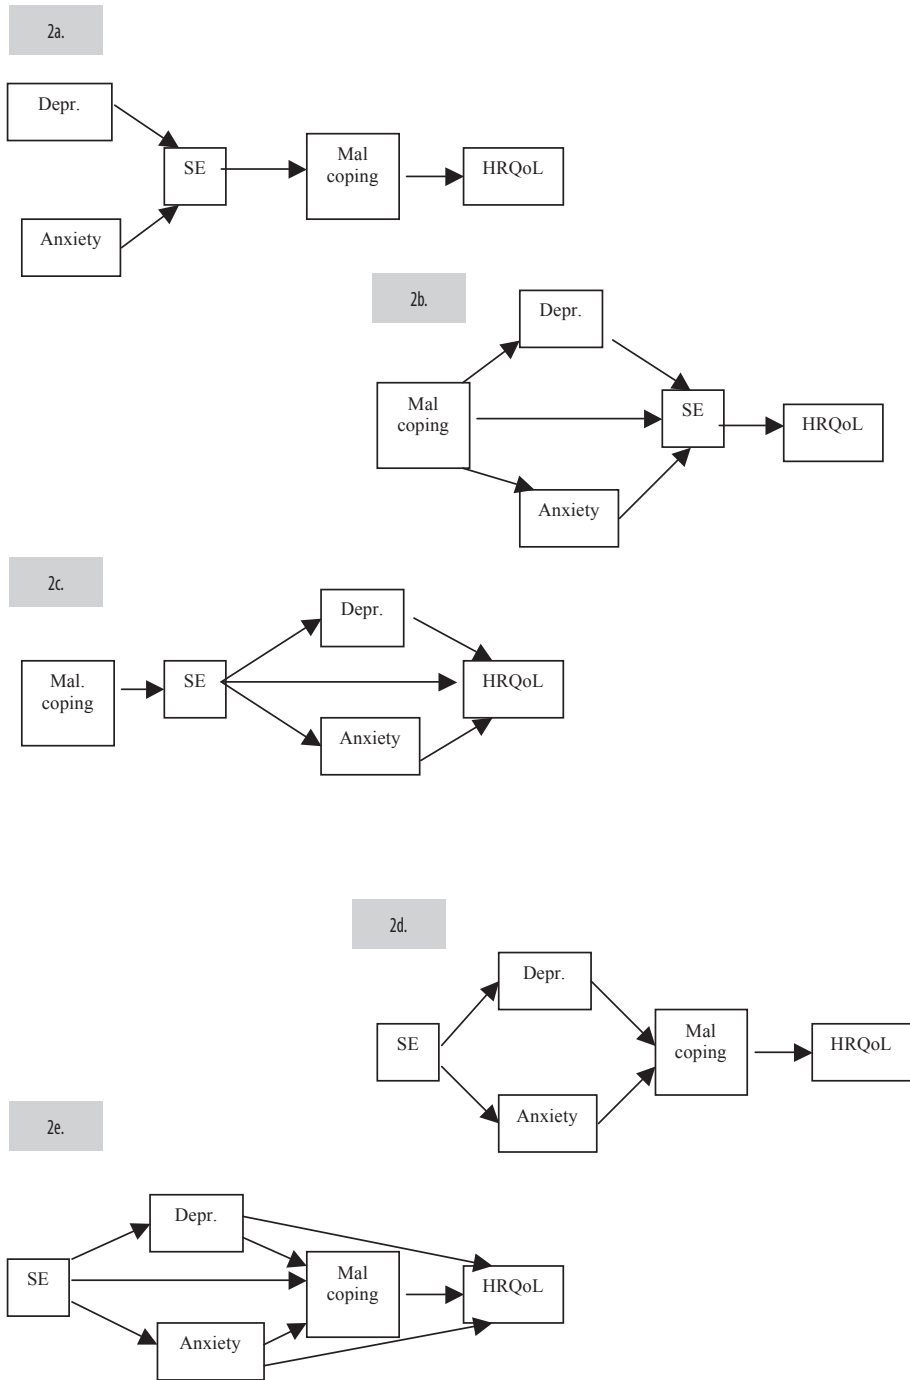 2a.
Depr.
SE
Mal
coping
HRQoL
Anxiety
2b.
Depr.
Mal
coping
SE
HRQoL
Anxiety
2c.
Depr.
Mal.
coping
SE
HRQoL
Anxiety
2d.
Depr.
SE
Mal
coping
HRQoL
Anxiety
2e.
Depr.
SE
Mal
coping
HRQoL
Anxiety